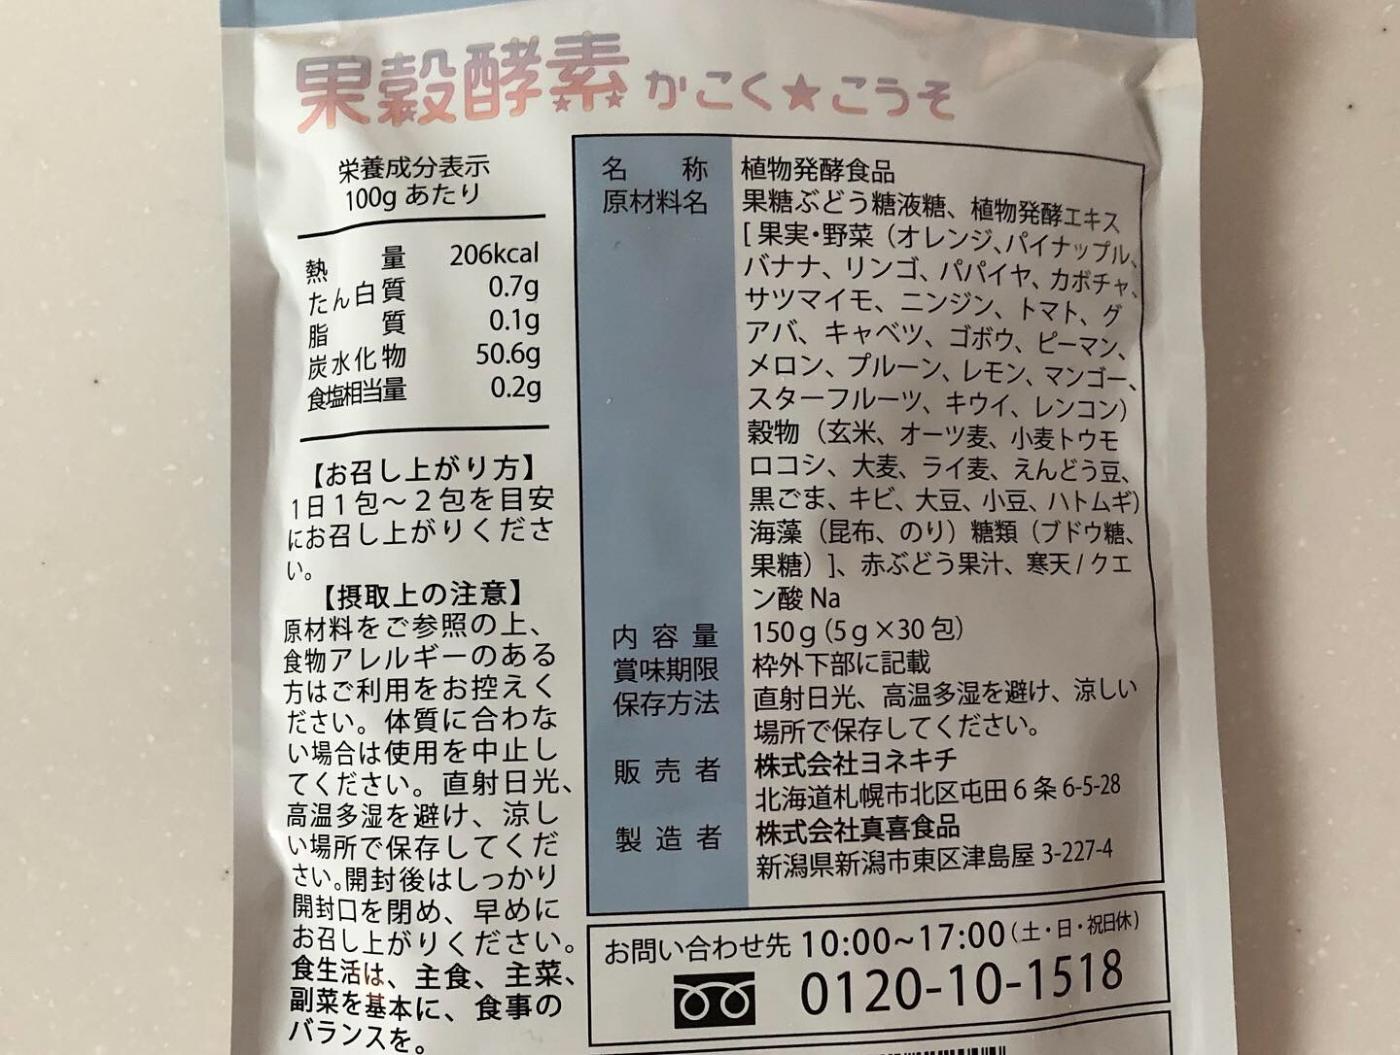 果穀酵素 かこく★こうそ
栄養成分表示
100g あたり
熱量 206kcal
たん白質 0.7g
脂質 0.1g
炭水化物 50.6g
食塩相当量 0.2g
【お召し上がり方】
1日1包～2包を目安
にお召し上がりくださ
い。
【摂取上の注意】
原材料をご参照の上、
食物アレルギーのある
方はご利用をお控えく
ださい。体質に合わな
い場合は使用を中止し
てください。直射日光、
高温多湿を避け、涼し
い場所で保存してくだ
さい。開封後はしっかり
開封口を閉め、早めに
お召し上がりください。
食生活は、主食、主菜、
副菜を基本に、食事の
バランスを。
名称 植物発酵食品
原材料名 果糖ぶどう糖液糖、植物発酵エキス
[ 果実・野菜（オレンジ、パイナップル、
バナナ、リンゴ、パパイヤ、カボチャ、
サツマイモ、ニンジン、トマト、グ
アバ、キャベツ、ゴボウ、ピーマン、
メロン、プルーン、レモン、マンゴー、
スターフルーツ、キウイ、レンコン）
穀物（玄米、オーツ麦、小麦トウモ
ロコシ、大麦、ライ麦、えんどう豆、
黒ごま、キビ、大豆、小豆、ハトムギ）
海藻（昆布、のり）糖類（ブドウ糖、
果糖）]、赤ぶどう果汁、寒天 / クエ
ン酸 Na
内容量 150g（5g×30 包）
賞味期限 枠外下部に記載
保存方法 直射日光、高温多湿を避け、涼しい
場所で保存してください。
販売者 株式会社ヨネキチ
北海道札幌市北区屯田 6 条 6-5-28
製造者 株式会社真喜食品
新潟県新潟市東区津島屋 3-227-4
お問い合わせ先 10:00~17:00（土・日・祝日休）
0120-10-1518